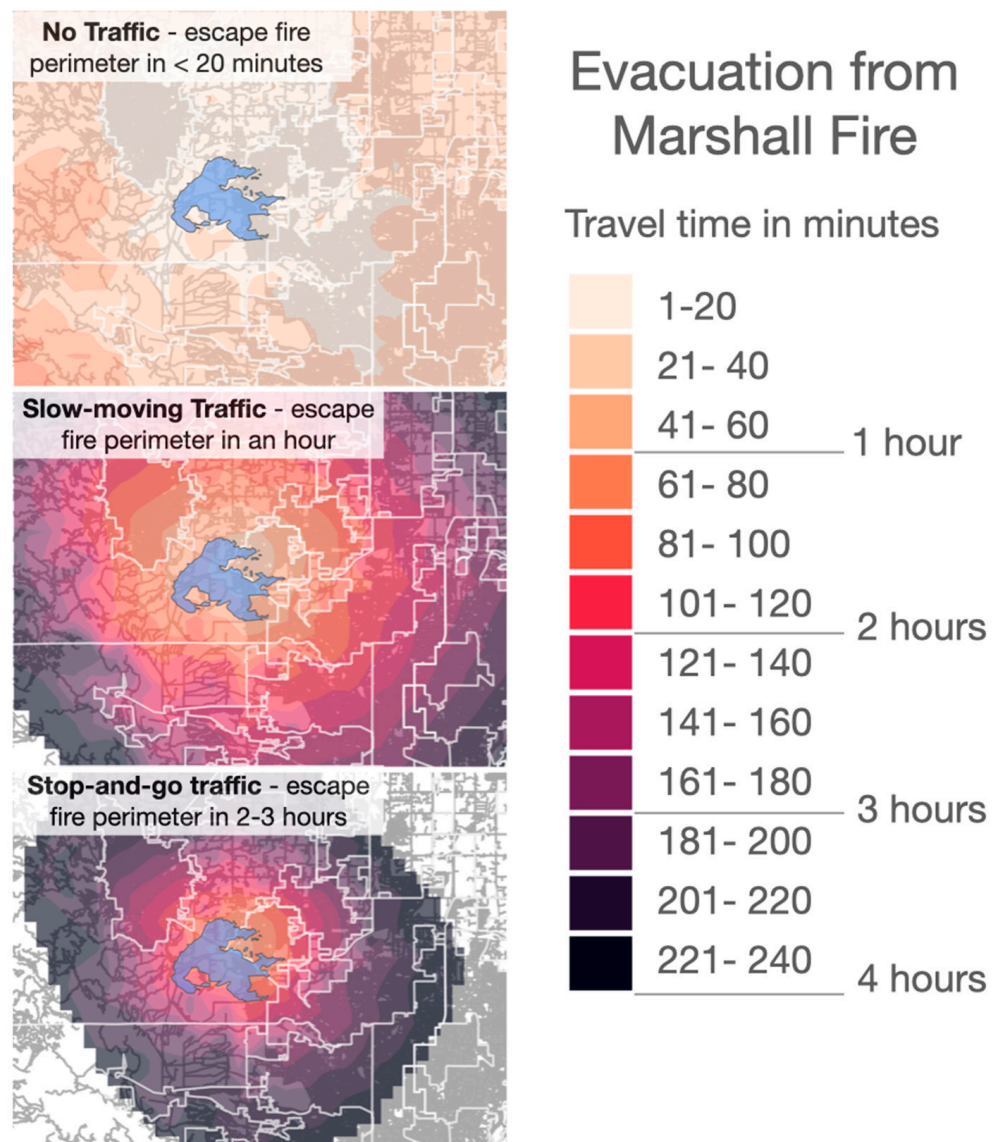 No Traffic - escape fire
perimeter in < 20 minutes
Slow-moving Traffic - escape
fire perimeter in an hour
Stop-and-go traffic - escape
fire perimeter in 2-3 hours
Evacuation from
Marshall Fire
Travel time in minutes
1-20
21- 40
41- 60
1 hour
61- 80
81- 100
101- 120
2 hours
121- 140
141- 160
161- 180
3 hours
181- 200
201- 220
221- 240
4 hours